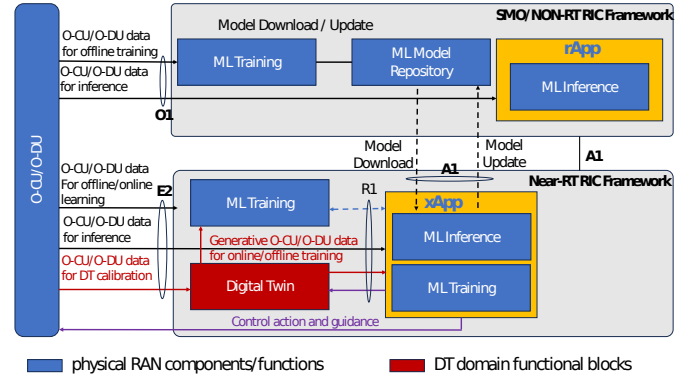 SMO/NON-RT RIC Framework
O-CU/O-DU data
for offline training
Model Download / Update
ML Training
ML Model
Repository
rApp
ML Inference
O-CU/O-DU data
for inference
O1
O-CU/O-DU
Model
Download
Model
Update
A1
A1
Near-RT RIC Framework
O-CU/O-DU data
For offline/online
learning
E2
ML Training
R1
xApp
ML Inference
O-CU/O-DU data
for inference
Generative O-CU/O-DU data
for online/offline training
O-CU/O-DU data
for DT calibration
Digital Twin
ML Training
Control action and guidance
physical RAN components/functions
DT domain functional blocks